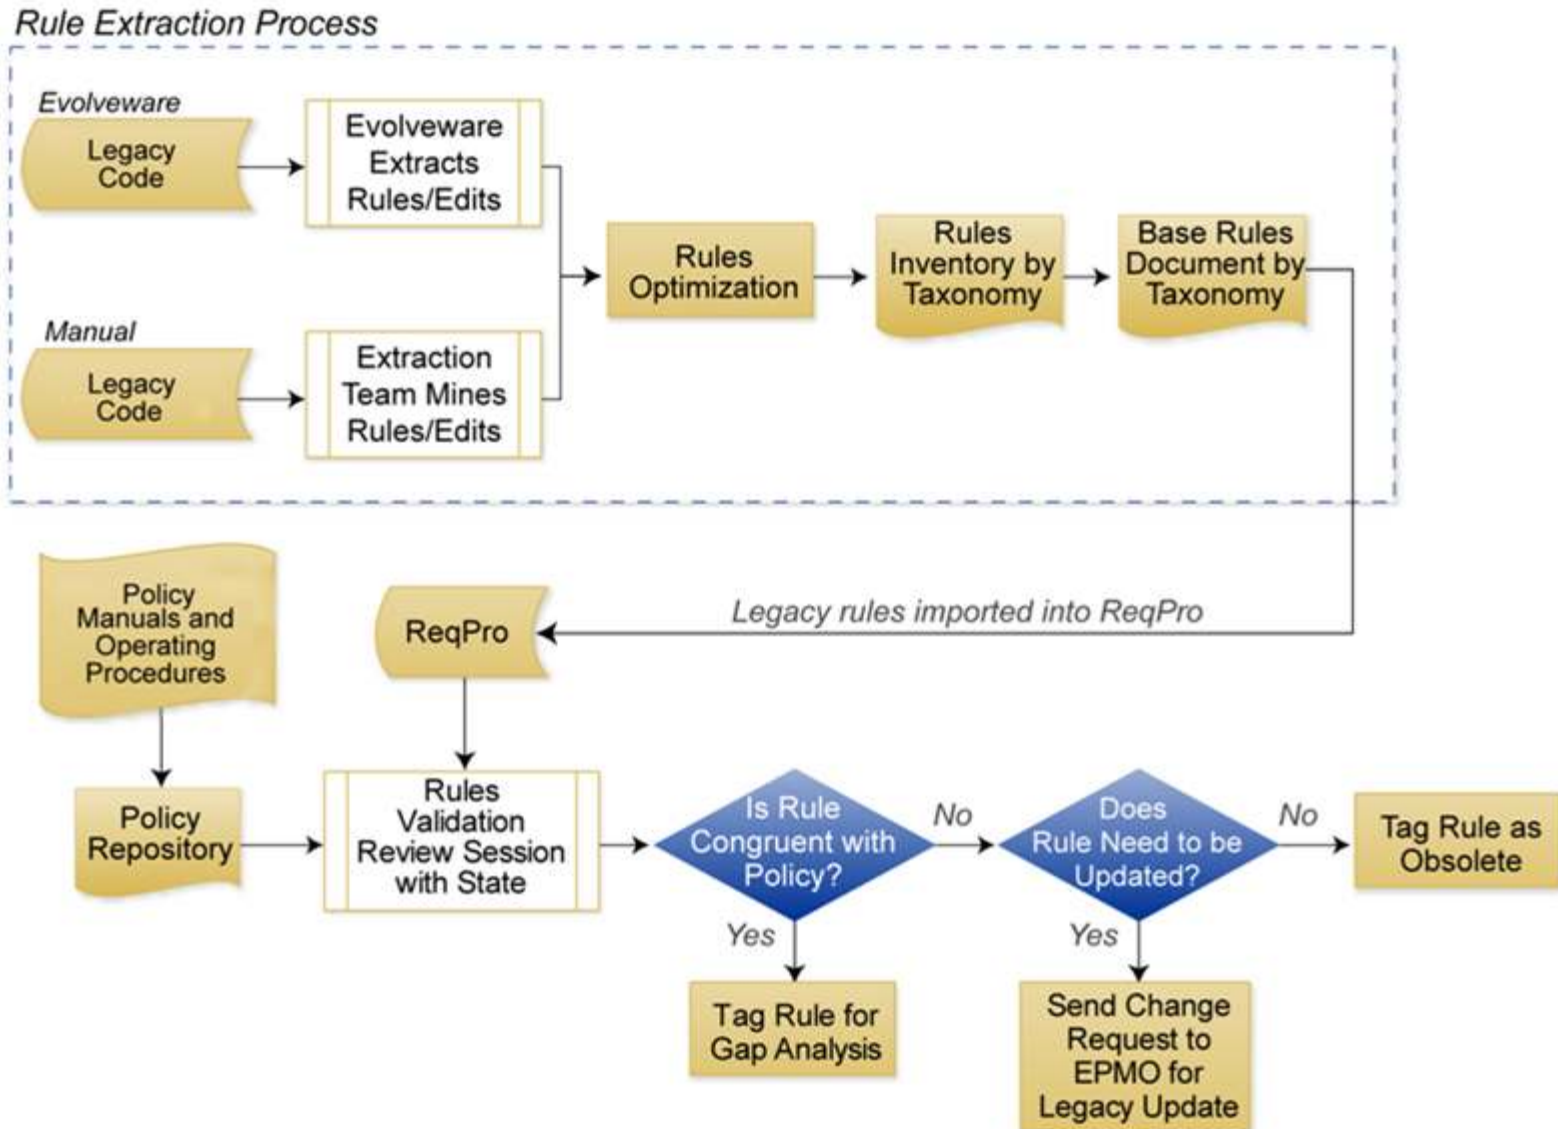 Rule Extraction Process
Evolveware
Legacy
Code
Evolveware
Extracts
Rules/Edits
Manual
Legacy
Code
Extraction
Team Mines
Rules/Edits
Rules
Optimization
Rules
Inventory by
Taxonomy
Base Rules
Document by
Taxonomy
Legacy rules imported into ReqPro
Policy
Manuals and
Operating
Procedures
ReqPro
Policy
Repository
Rules
Validation
Review Session
with State
Is Rule
Congruent with
Policy?
No
Does
Rule Need to be
Updated?
No
Tag Rule as
Obsolete
Yes
Tag Rule for
Gap Analysis
Yes
Send Change
Request to
EPMO for
Legacy Update